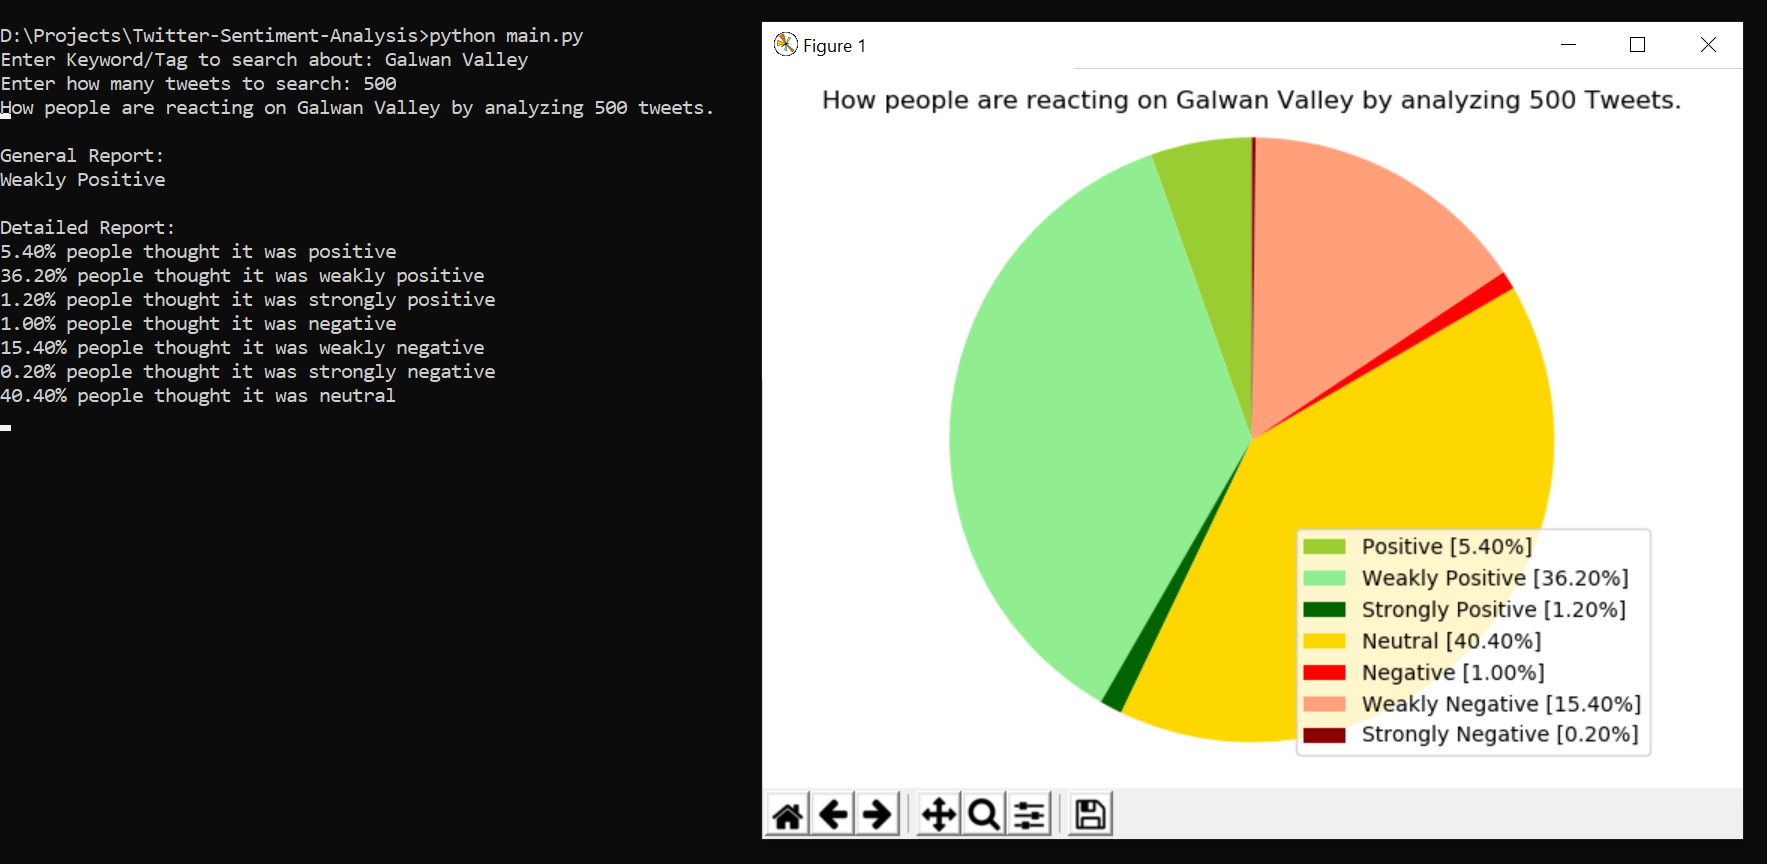 D:\Projects\Twitter-Sentiment-Analysis>python main.py
Enter Keyword/Tag to search about: Galwan Valley
Enter how many tweets to search: 500
How people are reacting on Galwan Valley by analyzing 500 tweets.
General Report:
Weakly Positive
Detailed Report:
5.40% people thought it was positive
36.20% people thought it was weakly positive
1.20% people thought it was strongly positive
1.00% people thought it was negative
15.40% people thought it was weakly negative
0.20% people thought it was strongly negative
40.40% people thought it was neutral
Figure 1
How people are reacting on Galwan Valley by analyzing 500 Tweets.
Positive [5.40%]
Weakly Positive [36.20%]
Strongly Positive [1.20%]
Neutral [40.40%]
Negative [1.00%]
Weakly Negative [15.40%]
Strongly Negative [0.20%]